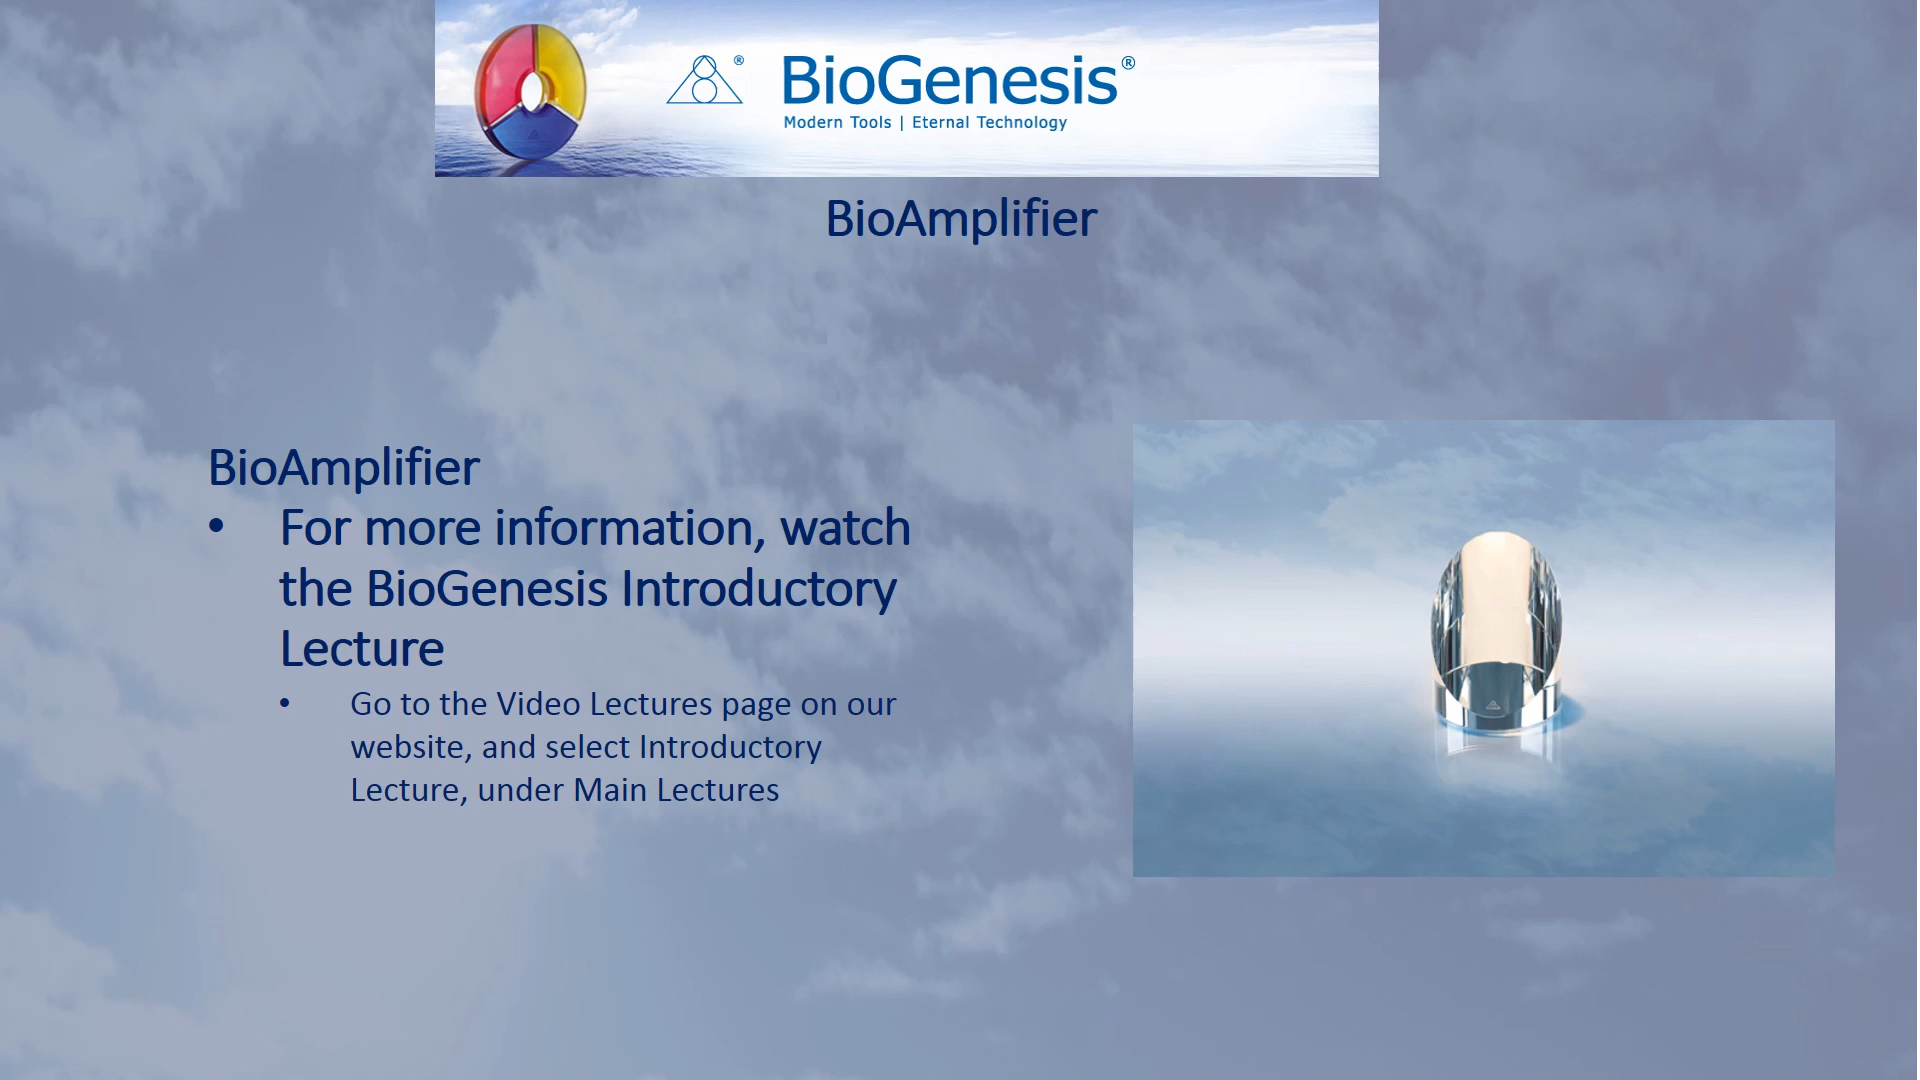 BioGenesis®
®
Modern Tools | Eternal Technology
BioAmplifier
BioAmplifier
• For more information, watch
the BioGenesis Introductory
Lecture
• Go to the Video Lectures page on our
website, and select Introductory
Lecture, under Main Lectures